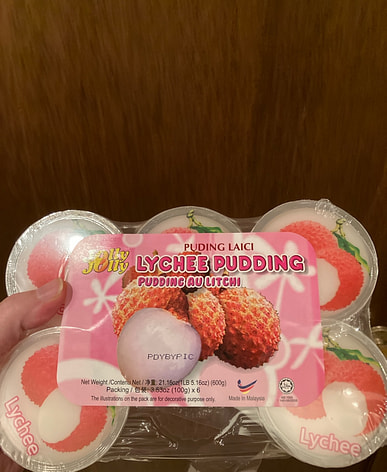 PUDING LAICI
Jolly Jolly
LYCHEE PUDDING
PUDDING AU LITCHI
PDYBYPIC
Net Weight /Contenu Net / 净重: 21.16oz(1LB 5.16oz) (600g)
Packing / 包装: 3.53oz (100g) x 6
The illustrations on the pack are for decorative purpose only.
Made in Malaysia
Lychee
Lychee